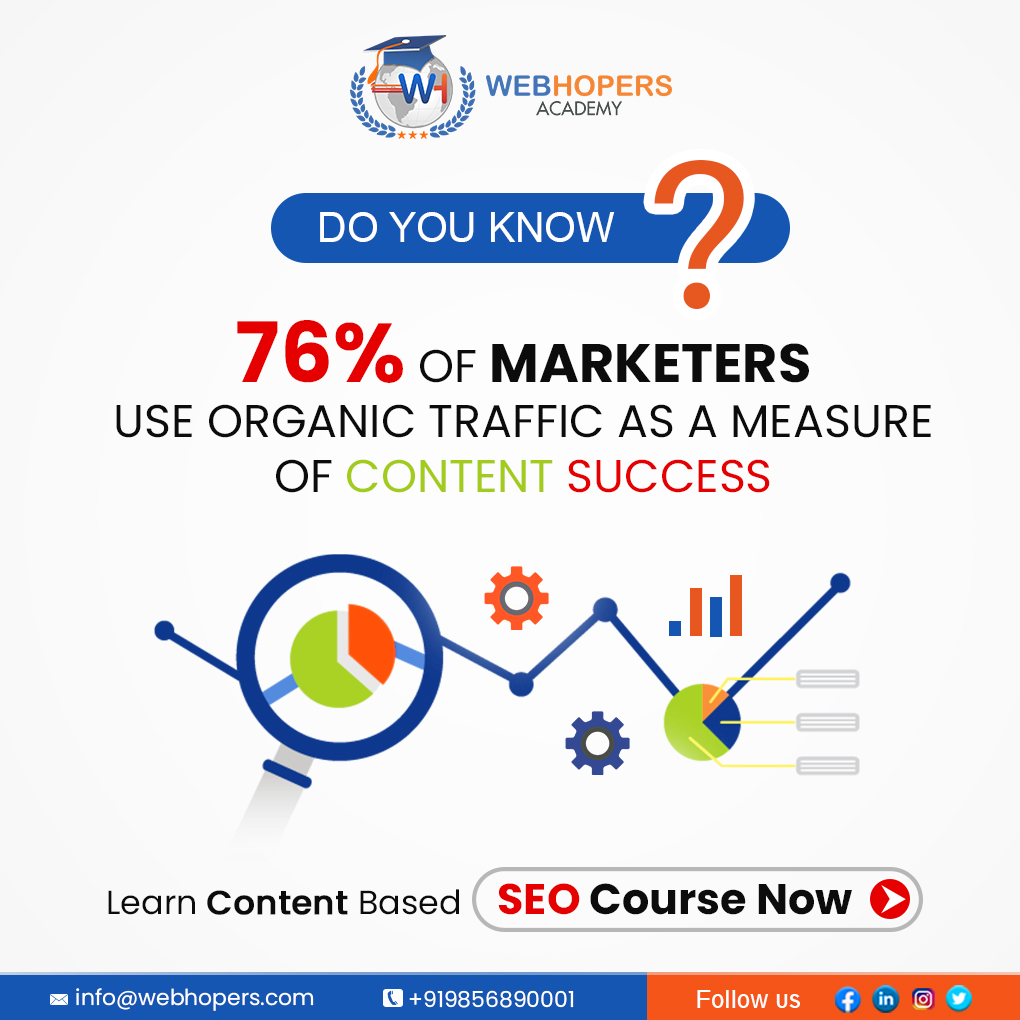 WH
WEBHOPERS
ACADEMY
DO YOU KNOW ?
76% OF MARKETERS
USE ORGANIC TRAFFIC AS A MEASURE
OF CONTENT SUCCESS
Learn Content Based SEO Course Now
info@webhopers.com +919856890001 Follow us